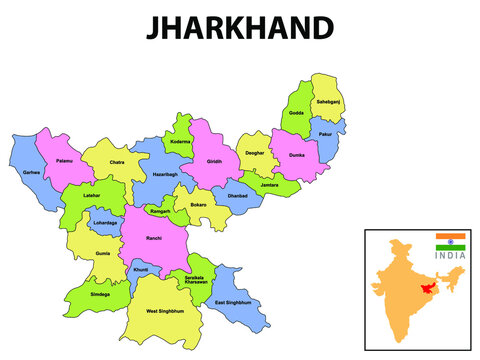 JHARKHAND
Sahebganj
Godda
Pakur
Koderma
Deoghar
Dumka
Giridih
Palamu
Chatra
Garhwa
Hazaribagh
Jamtara
Latehar
Dhanbad
Bokaro
Ramgarh
Lohardaga
Ranchi
Gumla
Khunti
Seraikela
Kharsawan
Simdega
East Singhbhum
West Singhbhum
INDIA